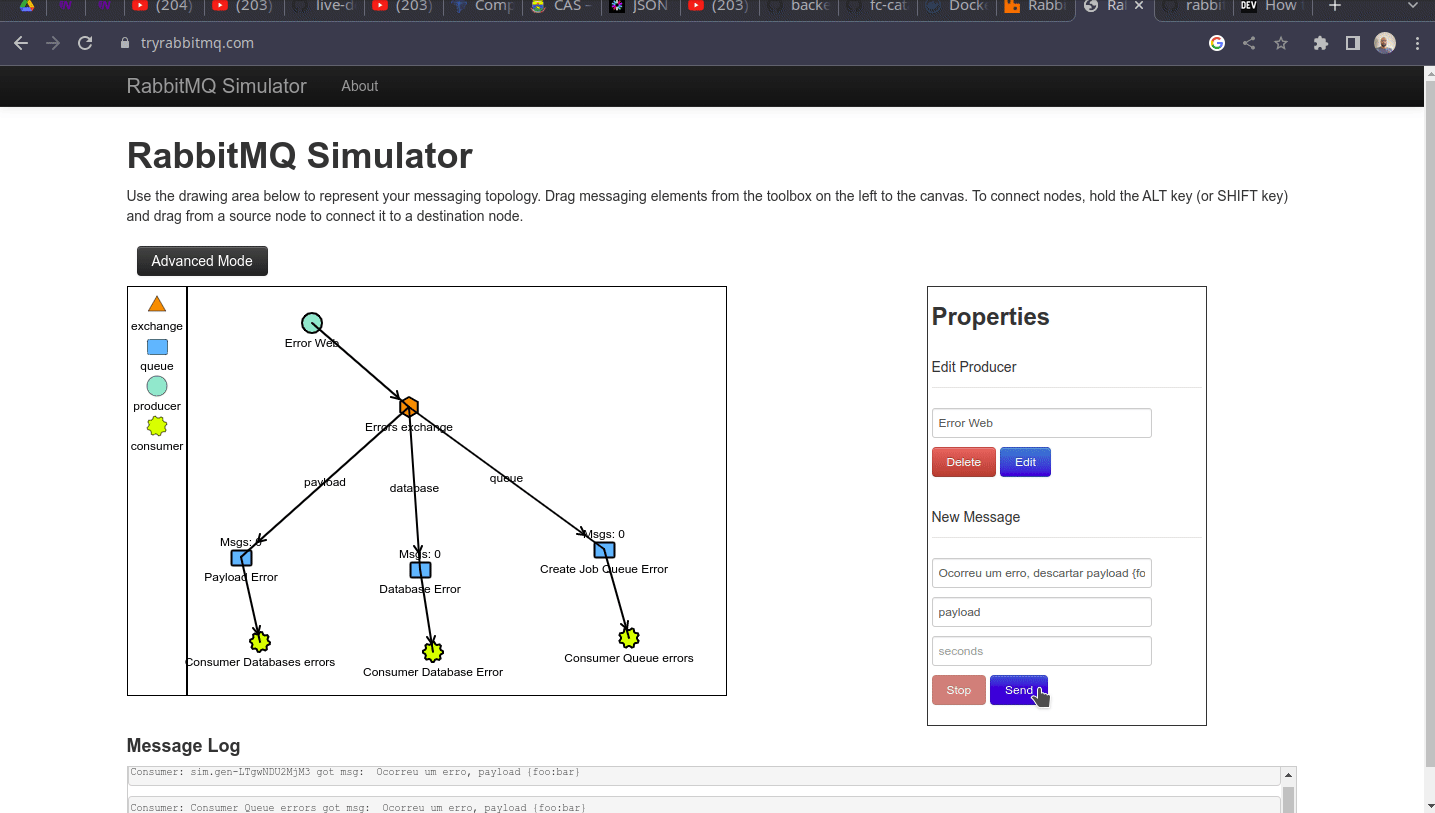 (204) (203) live-d (203) Comp CAS - JSON (203) backe fc-cat Docke Rabbi Ral rabbit DEV How
tryrabbitmq.com
RabbitMQ Simulator About
RabbitMQ Simulator
Use the drawing area below to represent your messaging topology. Drag messaging elements from the toolbox on the left to the canvas. To connect nodes, hold the ALT key (or SHIFT key)
and drag from a source node to connect it to a destination node.
Advanced Mode
exchange
queue
producer
consumer
Error Web
Errors exchange
payload
database
queue
Msgs: 0
Payload Error
Msgs: 0
Database Error
Msgs: 0
Create Job Queue Error
Consumer Databases errors
Consumer Database Error
Consumer Queue errors
Properties
Edit Producer
Error Web
Delete Edit
New Message
Ocorreu um erro, descartar payload {fo
payload
seconds
Stop Send
Message Log
Consumer: sim.gen-LTgwNDU2MjM3 got msg: Ocorreu um erro, payload {foo:bar}
Consumer: Consumer Queue errors got msg: Ocorreu um erro, payload {foo:bar}